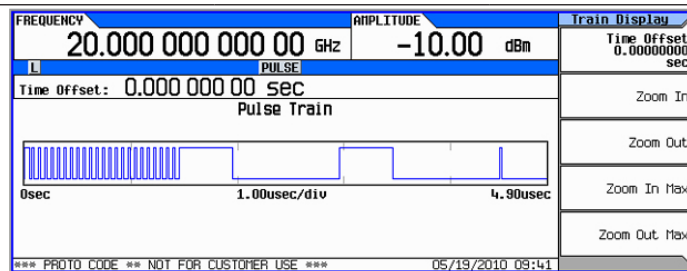 FREQUENCY AMPLITUDE Train Display
20.000 000 000 00 GHz -10.00 dBm
Time Offset
0.00000000
sec
L PULSE
Time Offset: 0.000 000 00 sec
Zoom In
Pulse Train
Zoom Out
0sec 1.00usec/div 4.90usec
Zoom In Max
Zoom Out Max
*** PROTO CODE ** NOT FOR CUSTOMER USE *** 05/19/2010 09:41